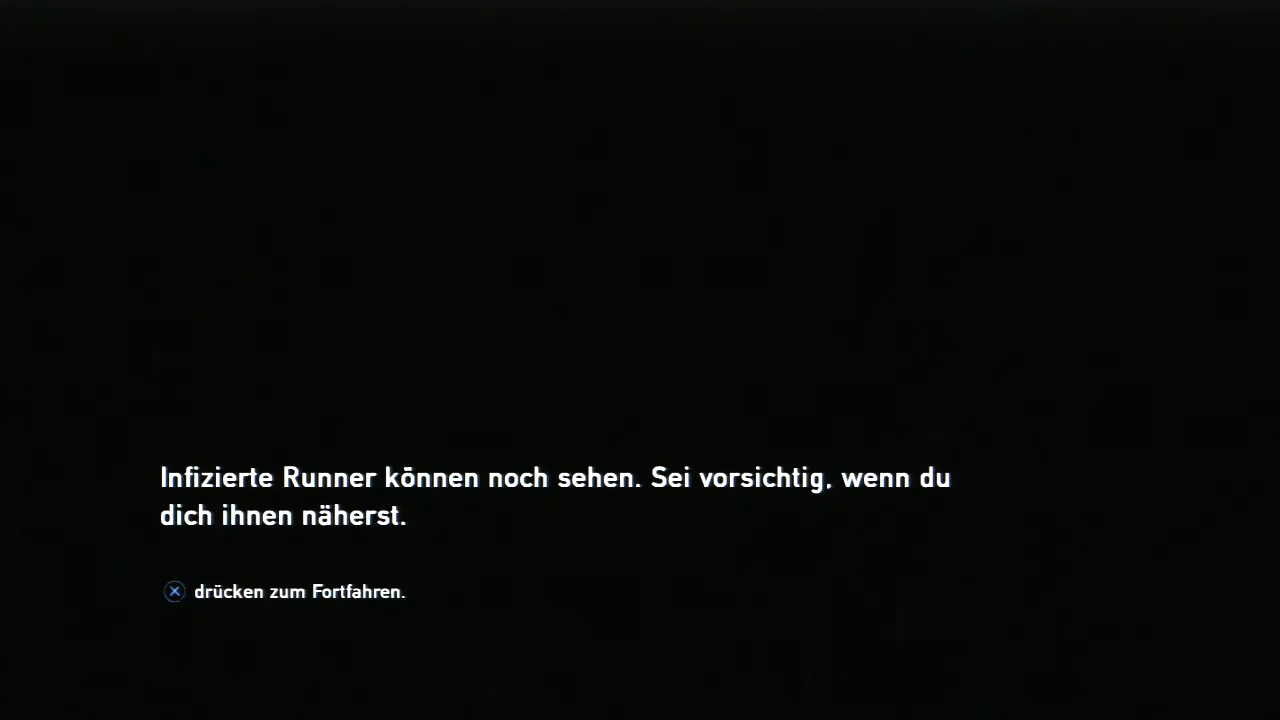 Infizierte Runner können noch sehen. Sei vorsichtig, wenn du
dich ihnen näherst.
drücken zum Fortfahren.